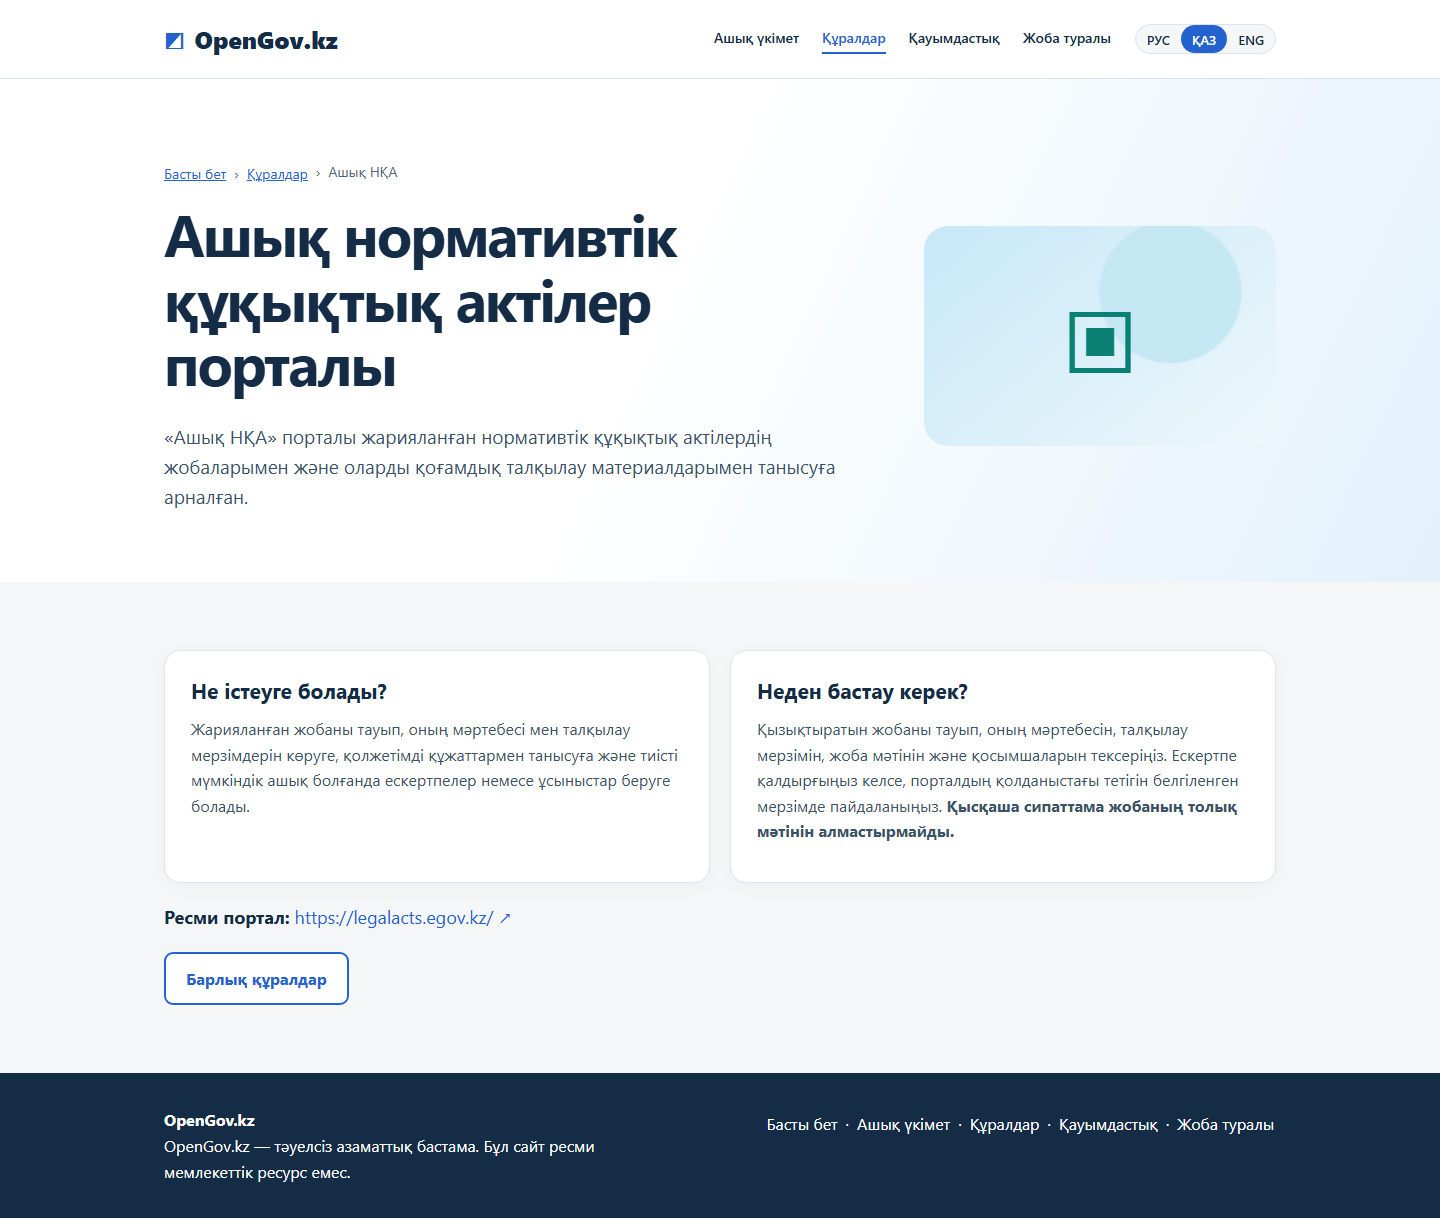 OpenGov.kz
Ашық үкімет Құралдар Қауымдастық Жоба туралы РУС ҚАЗ ENG
Басты бет › Құралдар › Ашық НҚА
Ашық нормативтік
құқықтық актілер
порталы
«Ашық НҚА» порталы жарияланған нормативтік құқықтық актілердің
жобаларымен және оларды қоғамдық талқылау материалдарымен танысуға
арналған.
Не істеуге болады?
Жарияланған жобаны тауып, оның мәртебесі мен талқылау
мерзімдерін көруге, қолжетімді құжаттармен танысуға және тиісті
мүмкіндік ашық болғанда ескертпелер немесе ұсыныстар беруге
болады.
Неден бастау керек?
Қызықтыратын жобаны тауып, оның мәртебесін, талқылау
мерзімін, жоба мәтінін және қосымшаларын тексеріңіз. Ескертпе
қалдырғыңыз келсе, порталдың қолданыстағы тетігін белгіленген
мерзімде пайдаланыңыз. Қысқаша сипаттама жобаның толық
мәтінін алмастырмайды.
Ресми портал: https://legalacts.egov.kz/ ↗
Барлық құралдар
OpenGov.kz
OpenGov.kz — тәуелсіз азаматтық бастама. Бұл сайт ресми
мемлекеттік ресурс емес.
Басты бет · Ашық үкімет · Құралдар · Қауымдастық · Жоба туралы